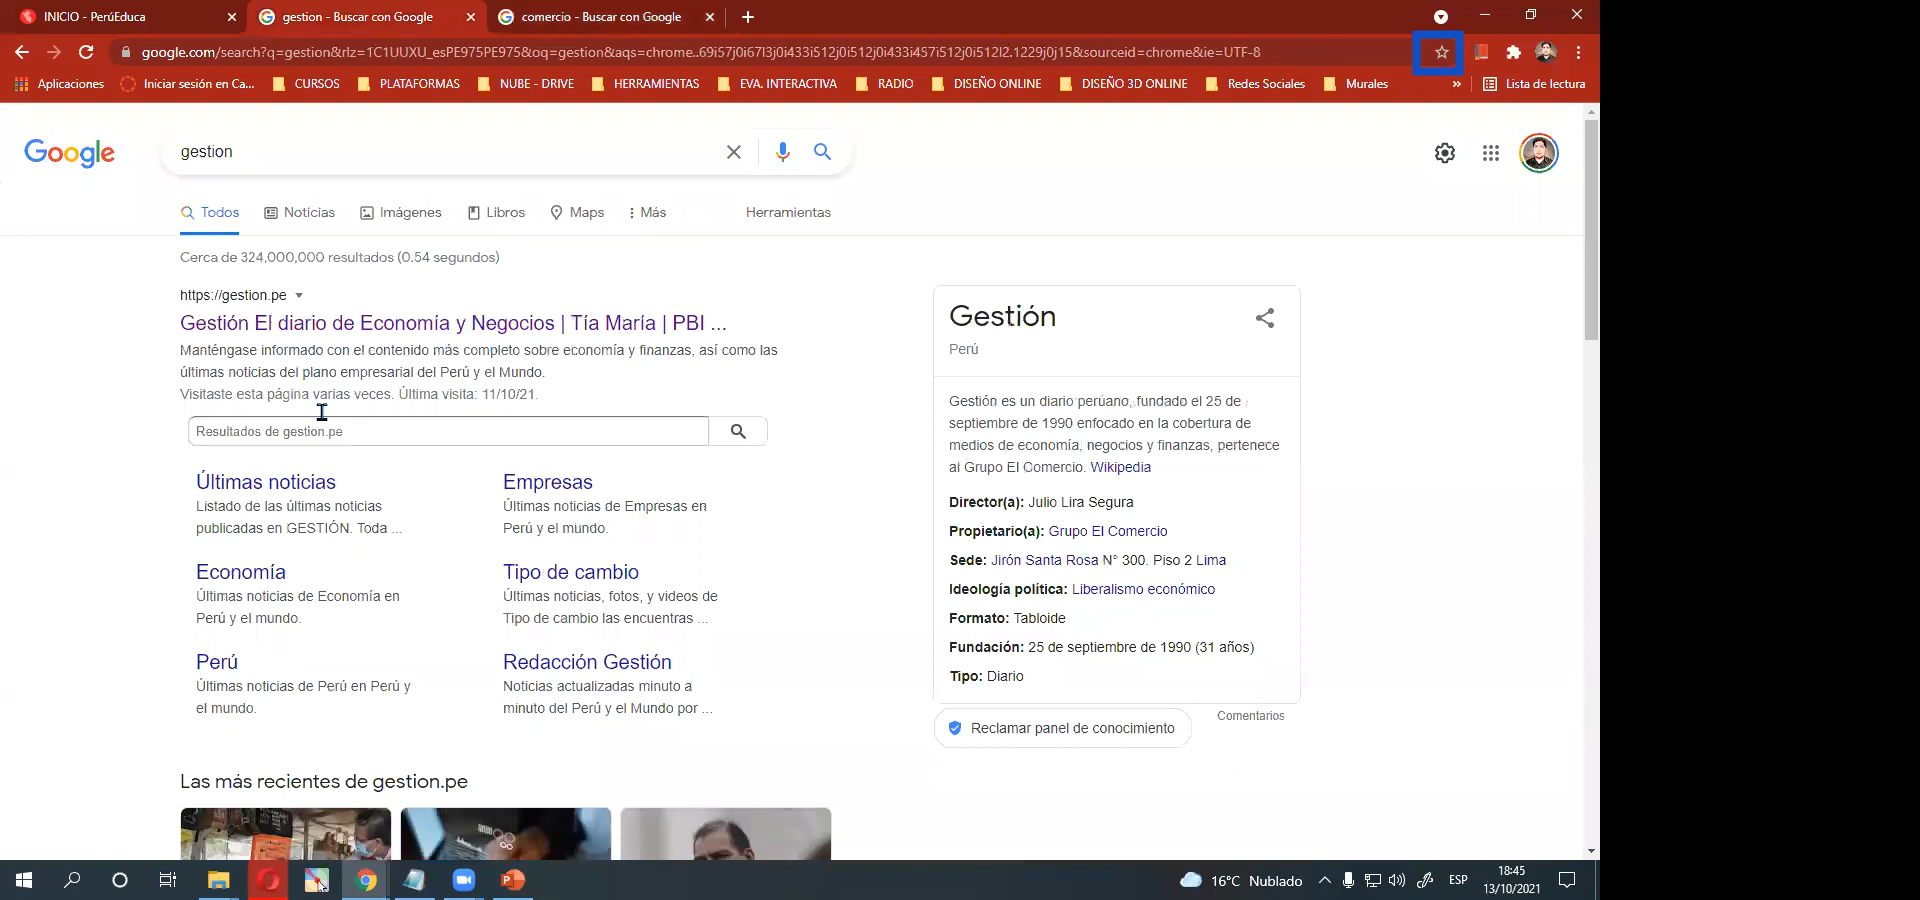 INICIO - PerúEduca
gestion - Buscar con Google
comercio - Buscar con Google
google.com/search?q=gestion&rlz=1C1UUXU_esPE975PE975&oq=gestion&aqs=chrome..69i57j0i67l3j0i433i512j0i512j0i433i457i512j0i512l2.1229j0j15&sourceid=chrome&ie=UTF-8
Aplicaciones
Iniciar sesión en Ca...
CURSOS
PLATAFORMAS
NUBE - DRIVE
HERRAMIENTAS
EVA. INTERACTIVA
RADIO
DISEÑO ONLINE
DISEÑO 3D ONLINE
Redes Sociales
Murales
»
Lista de lectura
Google
gestion
Todos
Noticias
Imágenes
Libros
Maps
Más
Herramientas
Cerca de 324,000,000 resultados (0.54 segundos)
https://gestion.pe
Gestión El diario de Economía y Negocios | Tía María | PBI ...
Manténgase informado con el contenido más completo sobre economía y finanzas, así como las
últimas noticias del plano empresarial del Perú y el Mundo.
Visitaste esta página varias veces. Última visita: 11/10/21.
Resultados de gestion.pe
Últimas noticias
Listado de las últimas noticias
publicadas en GESTIÓN. Toda ...
Empresas
Últimas noticias de Empresas en
Perú y el mundo.
Economía
Últimas noticias de Economía en
Perú y el mundo.
Tipo de cambio
Últimas noticias, fotos, y videos de
Tipo de cambio las encuentras ...
Perú
Últimas noticias de Perú en Perú y
el mundo.
Redacción Gestión
Noticias actualizadas minuto a
minuto del Perú y el Mundo por ...
Las más recientes de gestion.pe
Gestión
Perú
Gestión es un diario peruano, fundado el 25 de
septiembre de 1990 enfocado en la cobertura de
medios de economía, negocios y finanzas, pertenece
al Grupo El Comercio. Wikipedia
Director(a): Julio Lira Segura
Propietario(a): Grupo El Comercio
Sede: Jirón Santa Rosa N° 300. Piso 2 Lima
Ideología política: Liberalismo económico
Formato: Tabloide
Fundación: 25 de septiembre de 1990 (31 años)
Tipo: Diario
Comentarios
Reclamar panel de conocimiento
16°C Nublado
ESP
18:45
13/10/2021